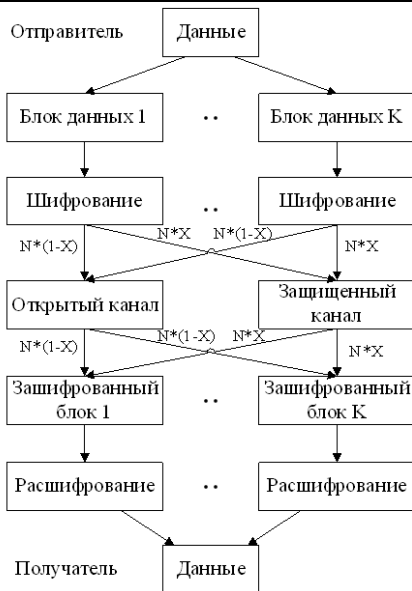 Отправитель
Данные
Блок данных 1
..
Блок данных K
Шифрование
..
Шифрование
N*(1-X)
N*X
N*(1-X)
N*X
Открытый канал
Защищенный
канал
N*(1-X)
N*(1-X)
N*X
N*X
Зашифрованный
блок 1
..
Зашифрованный
блок K
Расшифрование
..
Расшифрование
Получатель
Данные